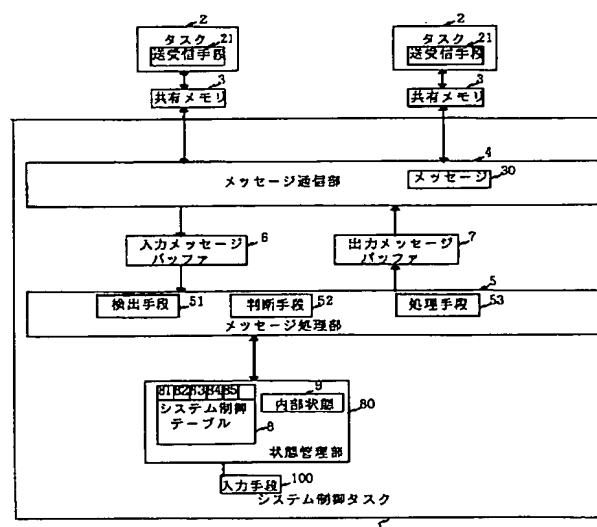 2
タスク
21
送受信手段
3
共有メモリ
2
タスク
21
送受信手段
3
共有メモリ
4
メッセージ通信部
メッセージ
30
入力メッセージ
バッファ
6
出力メッセージ
バッファ
7
5
検出手段
51
判断手段
52
処理手段
53
メッセージ処理部
81 82 83 84 85
システム制御
テーブル
8
9
内部状態
80
状態管理部
入力手段
100
システム制御タスク